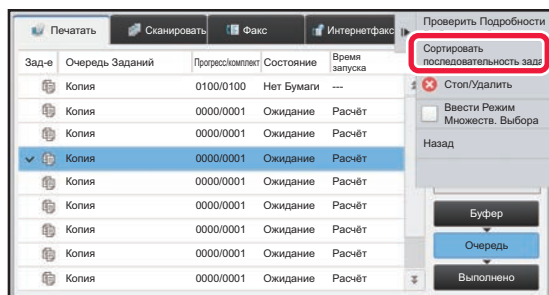 Печатать Сканировать Факс Интернетфакс
Зад-е Очередь Заданий Прогресс/комплект Состояние Время запуска
Копия 0100/0100 Нет Бумаги ---
Копия 0000/0001 Ожидание Расчёт
Копия 0000/0001 Ожидание Расчёт
Копия 0000/0001 Ожидание Расчёт
Копия 0000/0001 Ожидание Расчёт
Копия 0000/0001 Ожидание Расчёт
Копия 0000/0001 Ожидание Расчёт
Копия 0000/0001 Ожидание Расчёт
Копия 0000/0001 Ожидание Расчёт
Проверить Подробности
Сортировать
последовательность зада
Стоп/Удалить
Ввести Режим
Множеств. Выбора
Назад
Буфер
Очередь
Выполнено